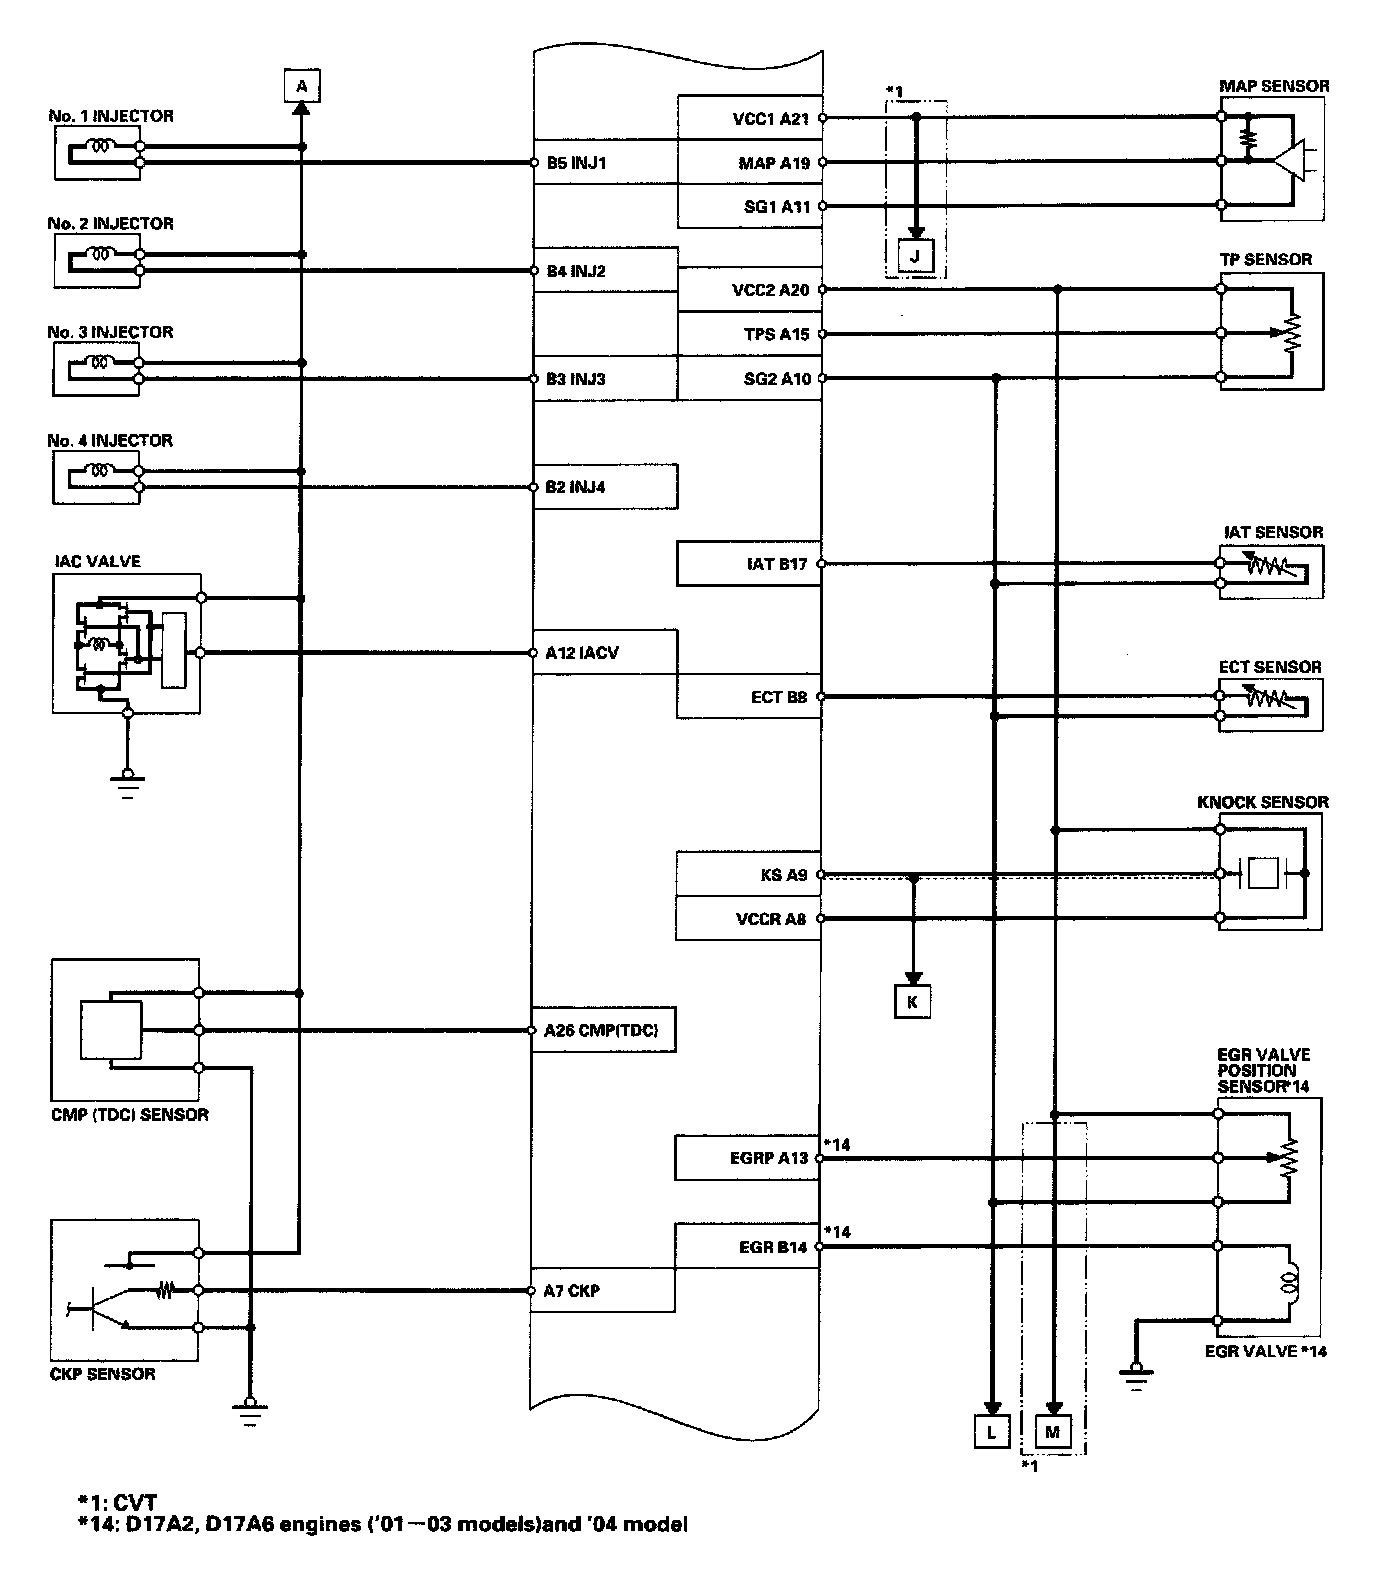 A
No. 1 INJECTOR
B5 INJ1
No. 2 INJECTOR
B4 INJ2
No. 3 INJECTOR
B3 INJ3
No. 4 INJECTOR
B2 INJ4
IAC VALVE
A12 IACV
A26 CMP(TDC)
CMP (TDC) SENSOR
A7 CKP
CKP SENSOR
VCC1 A21
MAP A19
SG1 A11
VCC2 A20
TPS A15
SG2 A10
IAT B17
ECT B8
KS A9
VCCR A8
EGRP A13
*14
EGR B14
*14
*1
J
K
L
M
*1
MAP SENSOR
TP SENSOR
IAT SENSOR
ECT SENSOR
KNOCK SENSOR
EGR VALVE
POSITION
SENSOR*14
EGR VALVE *14
*1: CVT
*14: D17A2, D17A6 engines ('01—03 models)and '04 model